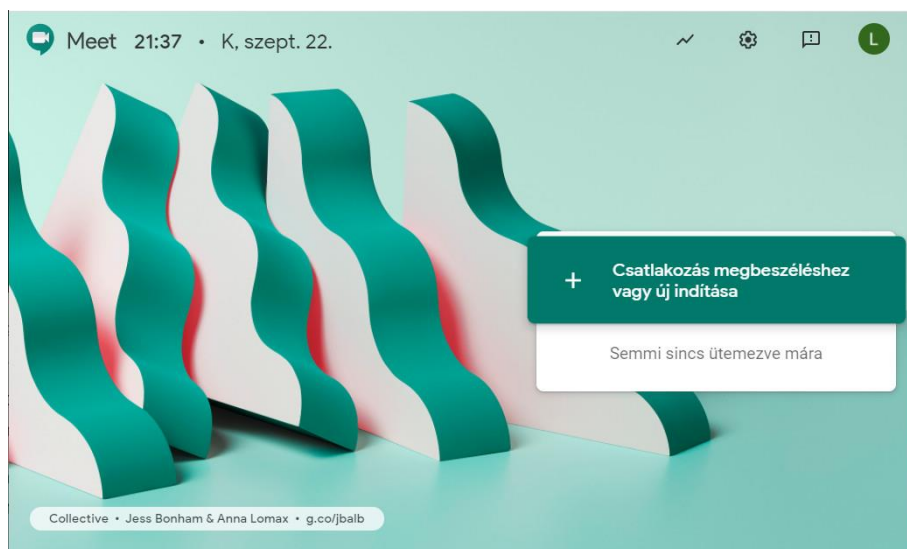 Meet 21:37 • K, szept. 22.
L
Csatlakozás megbeszéléshez
vagy új indítása
Semmi sincs ütemezve mára
Collective • Jess Bonham & Anna Lomax • g.co/jbalb